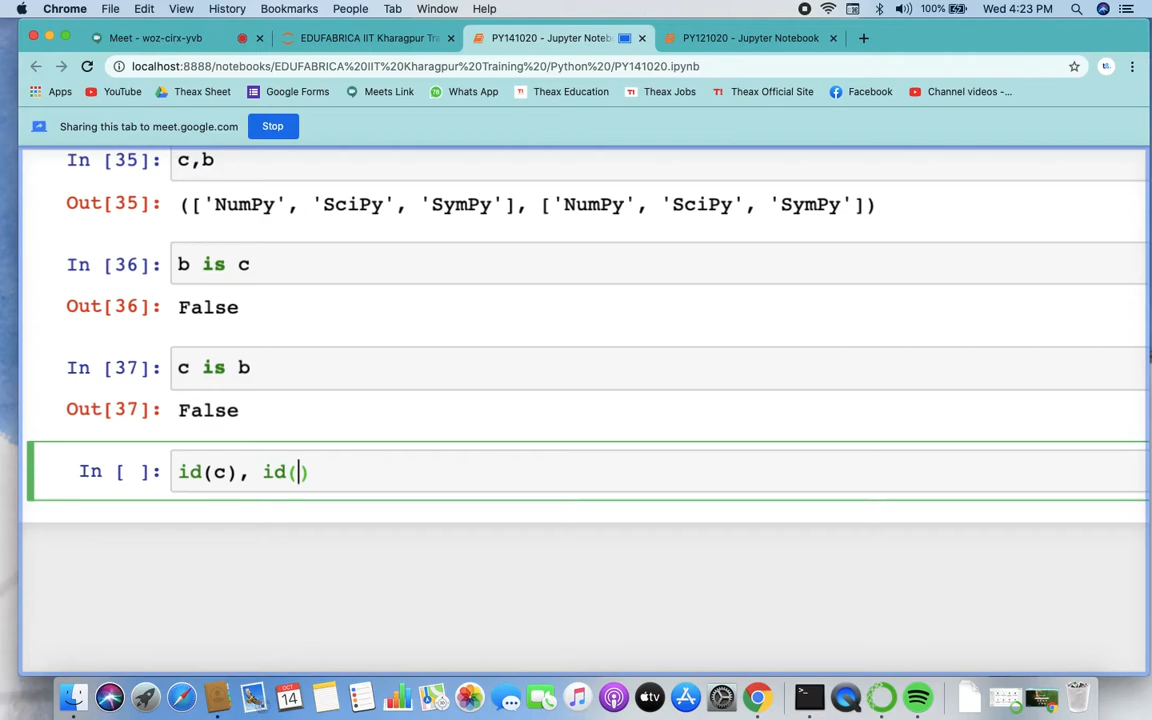 Chrome File Edit View History Bookmarks People Tab Window Help 100% Wed 4:23 PM
Meet - woz-cirx-yvb EDUFABRICA IIT Kharagpur Tra PY141020 - Jupyter Noteb PY121020 - Jupyter Notebook
localhost:8888/notebooks/EDUFABRICA%20IIT%20Kharagpur%20Training%20/Python%20/PY141020.ipynb
Apps YouTube Theax Sheet Google Forms Meets Link Whats App Theax Education Theax Jobs Theax Official Site Facebook Channel videos -...
Sharing this tab to meet.google.com Stop
In [35]: c,b
Out[35]: (['NumPy', 'SciPy', 'SymPy'], ['NumPy', 'SciPy', 'SymPy'])
In [36]: b is c
Out[36]: False
In [37]: c is b
Out[37]: False
In [ ]: id(c), id()
OCT
14
tv